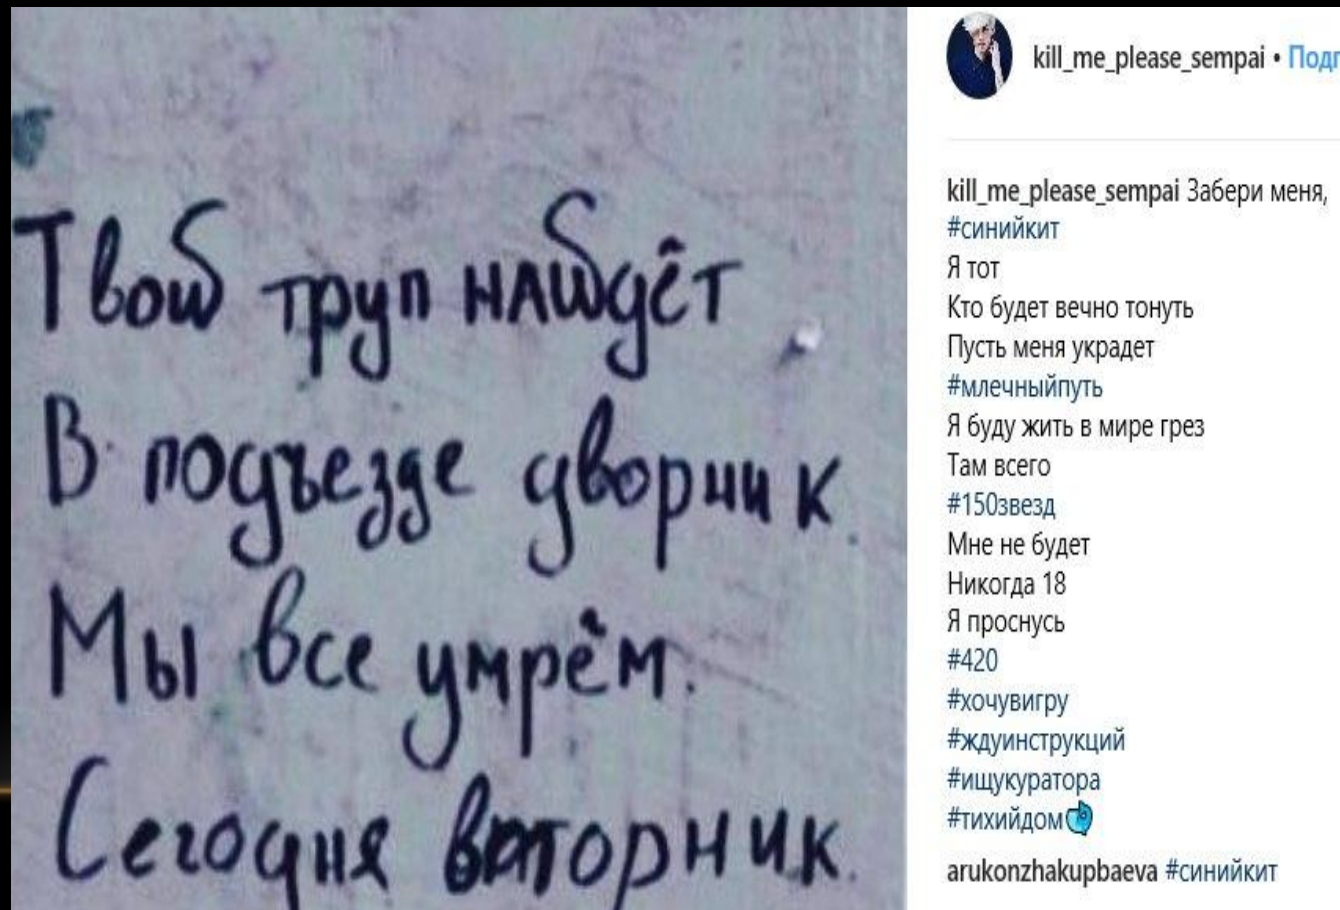 Твой труп найдёт
В подъезде дворник.
Мы все умрём.
Сегодня вторник.
kill_me_please_sempai •
kill_me_please_sempai Забери меня,
#синийкит
Я тот
Кто будет вечно тонуть
Пусть меня украдет
#млечныйпуть
Я буду жить в мире грез
Там всего
#150звезд
Мне не будет
Никогда 18
Я проснусь
#420
#хочувигру
#ждуинструкций
#ищукуратора
#тихийдом
arukonzhakupbaeva #синийкит